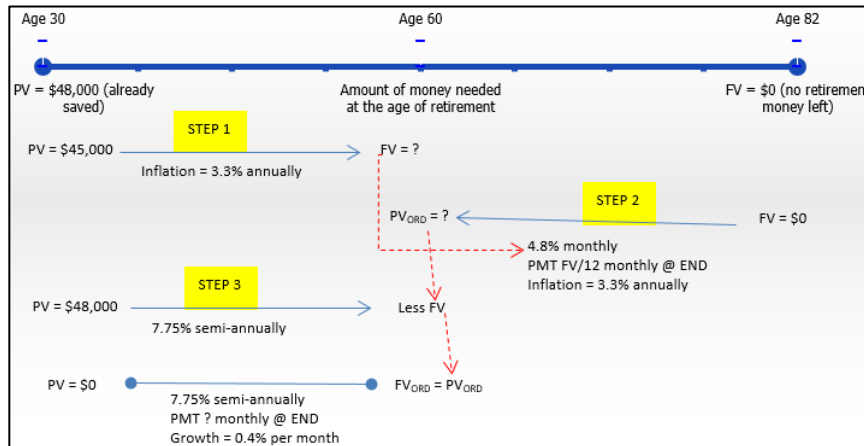 Age 30 Age 60 Age 82
PV = $48,000 (already saved)
Amount of money needed at the age of retirement
FV = $0 (no retiremen money left)
STEP 1
PV = $45,000 FV = ?
Inflation = 3.3% annually
STEP 2
PV_ORD = ? FV = $0
4.8% monthly
PMT FV/12 monthly @ END
Inflation = 3.3% annually
STEP 3
PV = $48,000 Less FV
7.75% semi-annually
PV = $0 FV_ORD = PV_ORD
7.75% semi-annually
PMT ? monthly @ END
Growth = 0.4% per month